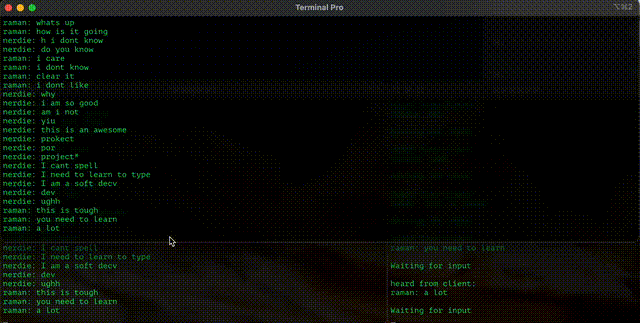 Terminal Pro
⌥⌘2
raman: whats up
raman: how is it going
nerdie: h i dont know
nerdie: do you know
raman: i care
raman: i dont know
raman: clear it
raman: i dont like
nerdie: why
nerdie: i am so good
nerdie: am i not
nerdie: yiu
nerdie: this is an awesome
nerdie: prokect
nerdie: por
nerdie: project*
nerdie: I cant spell
nerdie: I need to learn to type
nerdie: I am a soft decv
nerdie: dev
nerdie: ughh
raman: this is tough
raman: you need to learn
raman: a lot
nerdie: I cant spell
nerdie: I need to learn to type
nerdie: I am a soft decv
nerdie: dev
nerdie: ughh
raman: this is tough
raman: you need to learn
raman: a lot
raman: you need to learn
Waiting for input
heard from client:
raman: a lot
Waiting for input